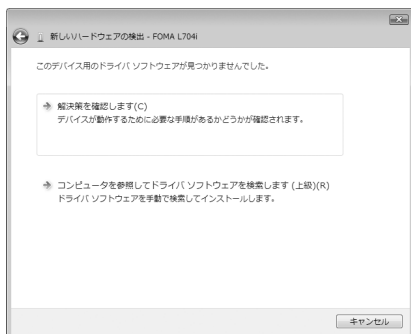 新しいハードウェアの検出 - FOMA L704i
このデバイス用のドライバ ソフトウェアが見つかりませんでした。
解決策を確認します(C)
デバイスが動作するために必要な手順があるかどうかが確認されます。
コンピュータを参照してドライバ ソフトウェアを検索します (上級)(R)
ドライバ ソフトウェアを手動で検索してインストールします。
キャンセル